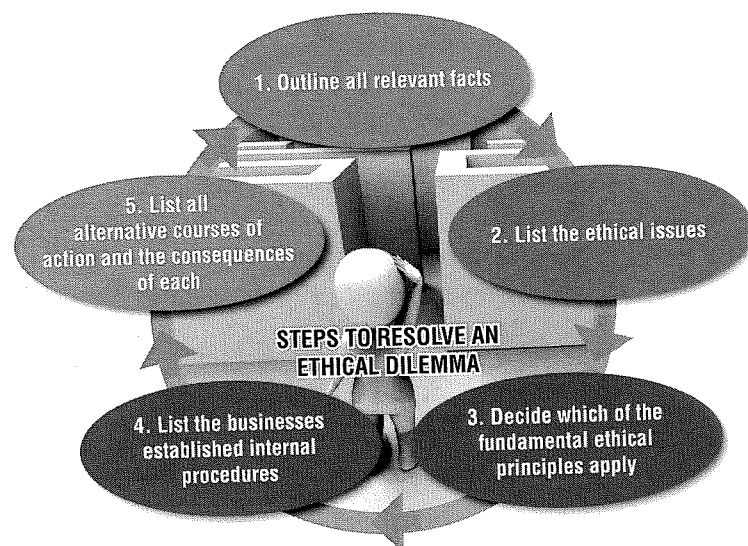 1. Outline all relevant facts
2. List the ethical issues
3. Decide which of the
fundamental ethical
principles apply
4. List the businesses
established internal
procedures
5. List all
alternative courses of
action and the consequences
of each
STEPS TO RESOLVE AN
ETHICAL DILEMMA